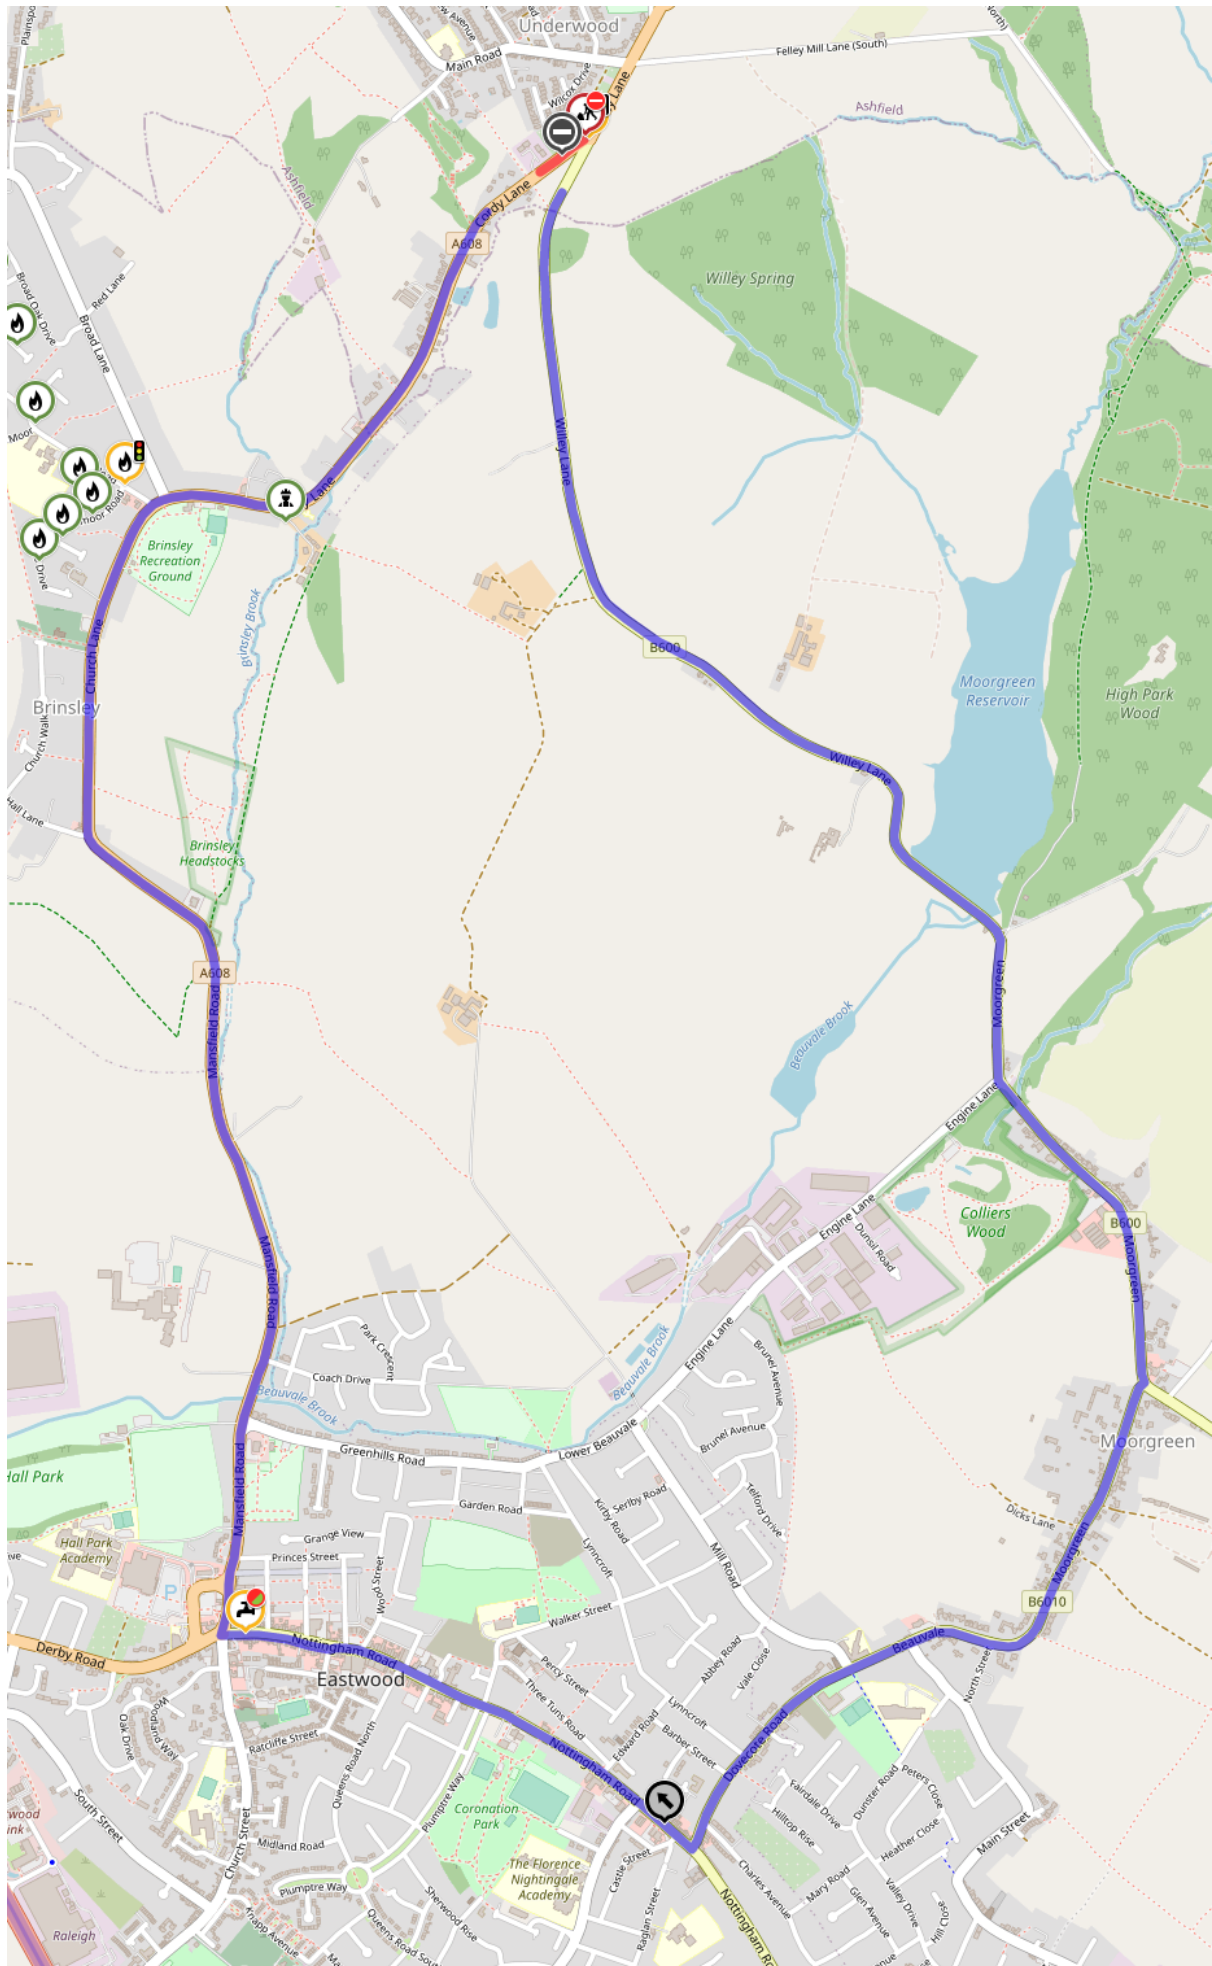 Underwood
Main Road
Wilcox Drive
Felley Mill Lane (South)
Ashfield
Ashfield
Cordy Lane
A608
Willey Spring
Red Lane
Broad Oak Drive
Broad Lane
Willey Lane
Moor
Lane
Brinsley
Recreation
Ground
Drive
Brinsley Brook
Church Lane
B600
Moorgreen
Reservoir
High Park
Wood
Brinsley
Church Walk
Willey Lane
Hall Lane
Brinsley
Headstocks
A608
Mansfield Road
Moorgreen
Beauvale Brook
Engine Lane
Colliers
Wood
Engine Lane
Dunsil Road
B600
Moorgreen
Mansfield Road
Park Crescent
Coach Drive
Engine Lane
Beauvale Brook
Brunel Avenue
Beauvale Brook
Brunel Avenue
Lower Beauvale
Greenhills Road
Moorgreen
Mansfield Road
Hall Park
Garden Road
Serlby Road
Kirby Road
Telford Drive
Dicks Lane
Hall Park
Academy
Grange View
Princes Street
Lynncroft
Mill Road
Moorgreen
P
Wood Street
Walker Street
B6010
Derby Road
Nottingham Road
Beauvale
Eastwood
Percy Street
Abbey Road
Vale Close
North Street
Three Tuns Road
Lynncroft
Woodland Way
Oak Drive
Ratcliffe Street
Queens Road North
Edward Road
Barber Street
Dovecote Road
Nottingham Road
Plumptre Way
Coronation
Park
Fairdale Drive
Dunster Road
Peters Close
Hilltop Rise
South Street
Church Street
Midland Road
Heather Close
Main Street
Castle Street
The Florence
Nightingale
Academy
Charles Avenue
Mary Road
Plumptre Way
Glen Avenue
Valley Drive
Hill Close
Sherwood Rise
Raglan Street
Knapp Avenue
Queens Road Sou
Nottingham Ro
Raleigh